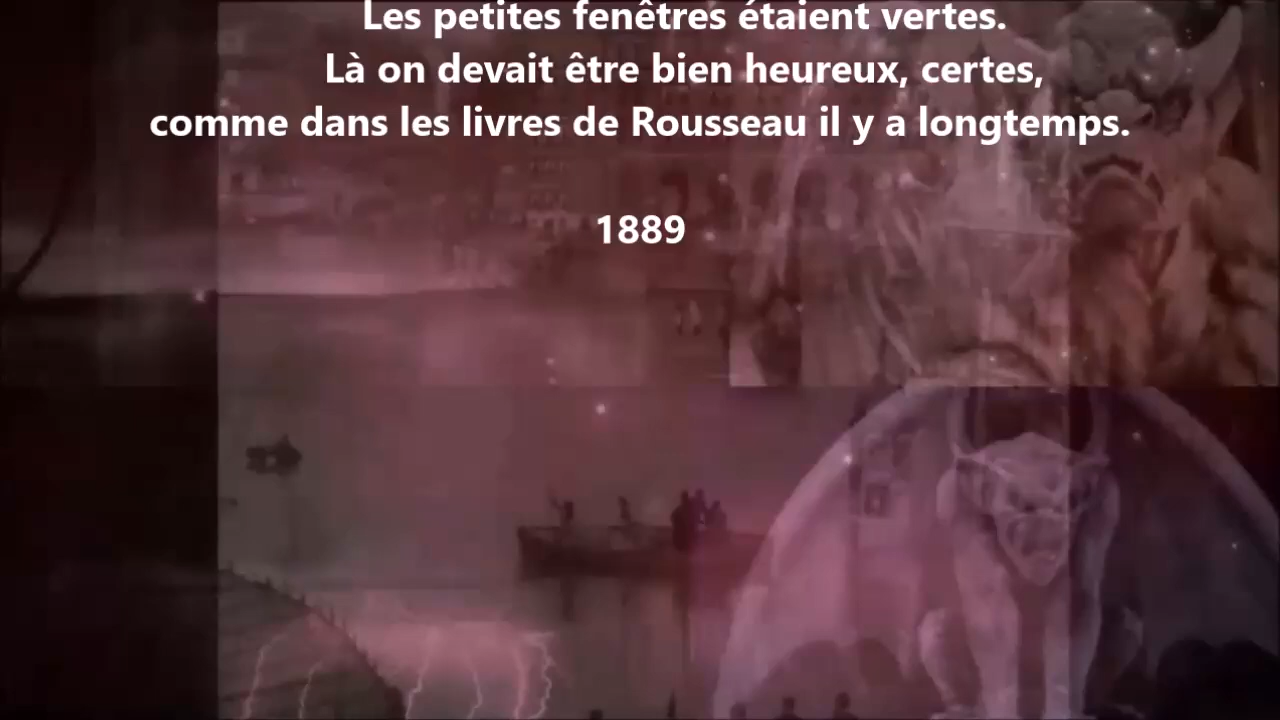 Les petites fenêtres étaient vertes.
Là on devait être bien heureux, certes,
comme dans les livres de Rousseau il y a longtemps.
1889